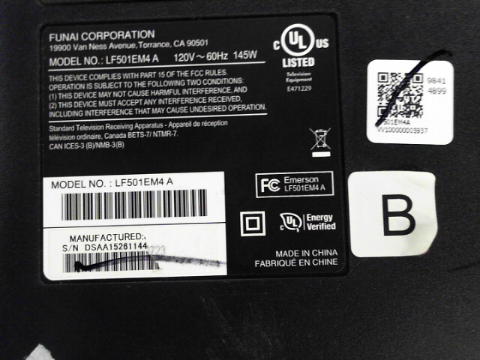 FUNAI CORPORATION
19900 Van Ness Avenue, Torrance, CA 90501
MODEL NO. : LF501EM4 A 120V ~ 60Hz 145W
THIS DEVICE COMPLIES WITH PART 15 OF THE FCC RULES.
OPERATION IS SUBJECT TO THE FOLLOWING TWO CONDITIONS:
(1) THIS DEVICE MAY NOT CAUSE HARMFUL INTERFERENCE, AND
(2) THIS DEVICE MUST ACCEPT ANY INTERFERENCE RECEIVED,
INCLUDING INTERFERENCE THAT MAY CAUSE UNDESIRED OPERATION.
Standard Television Receiving Apparatus - Appareil de réception
télévision ordinaire, Canada BETS-7/ NTMR-7.
CAN ICES-3 (B)/NMB-3(B)
C UL US
LISTED
Television
Equipment
E471229
MODEL NO. : LF501EM4 A
MANUFACTURED:
S/N DSAA15261144
FC Emerson
LF501EM4 A
UL Energy
Verified
MADE IN CHINA
FABRIQUÉ EN CHINE
9841
4899
501EM4A
VV100000003937
B